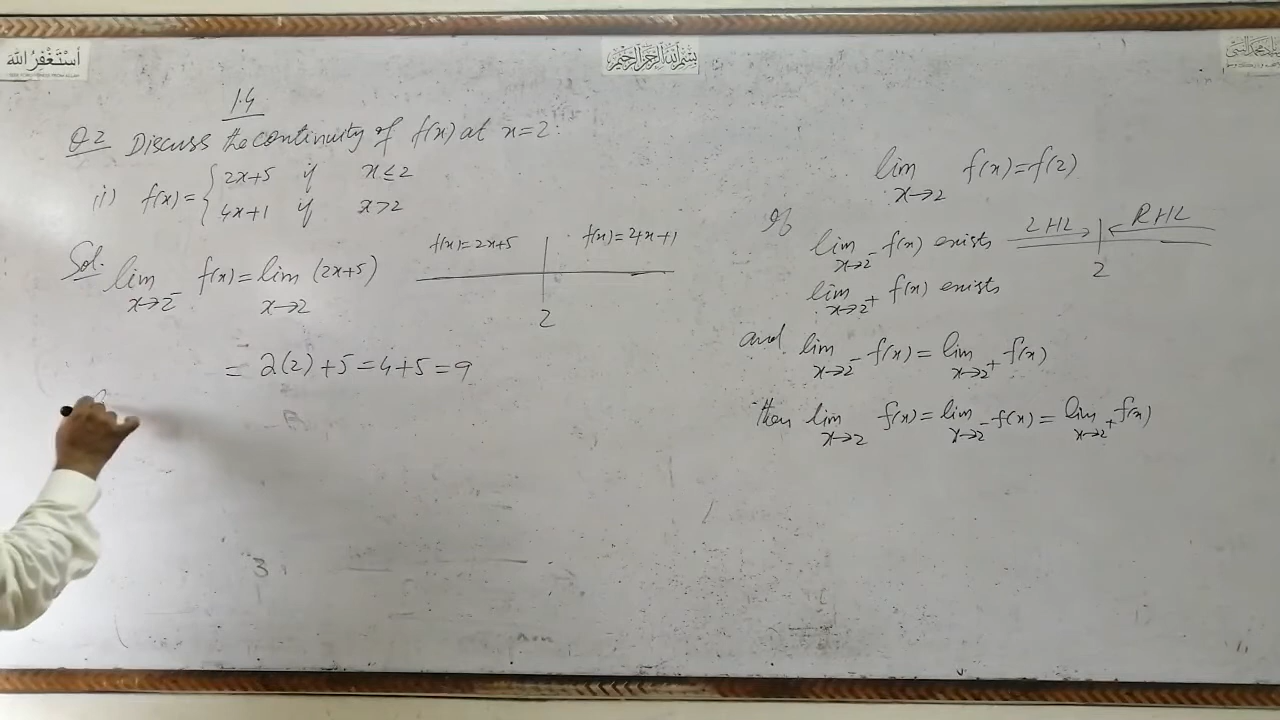 أستغفر الله
بسم الله الرحمن الرحيم
1.4
Q2 Discuss the continuity of f(x) at x=2:
i) f(x)= { 2x+5 if x≤2
4x+1 if x>2
Sol. lim x→2⁻ f(x) = lim x→2 (2x+5)
= 2(2)+5=4+5=9
f(x)=2x+5 f(x)=4x+1
2
lim x→2 f(x)=f(2)
If lim x→2⁻ f(x) exists
LHL RHL
2
lim x→2⁺ f(x) exists
and lim x→2⁻ f(x) = lim x→2⁺ f(x)
then lim x→2 f(x) = lim x→2⁻ f(x) = lim x→2⁺ f(x)
3